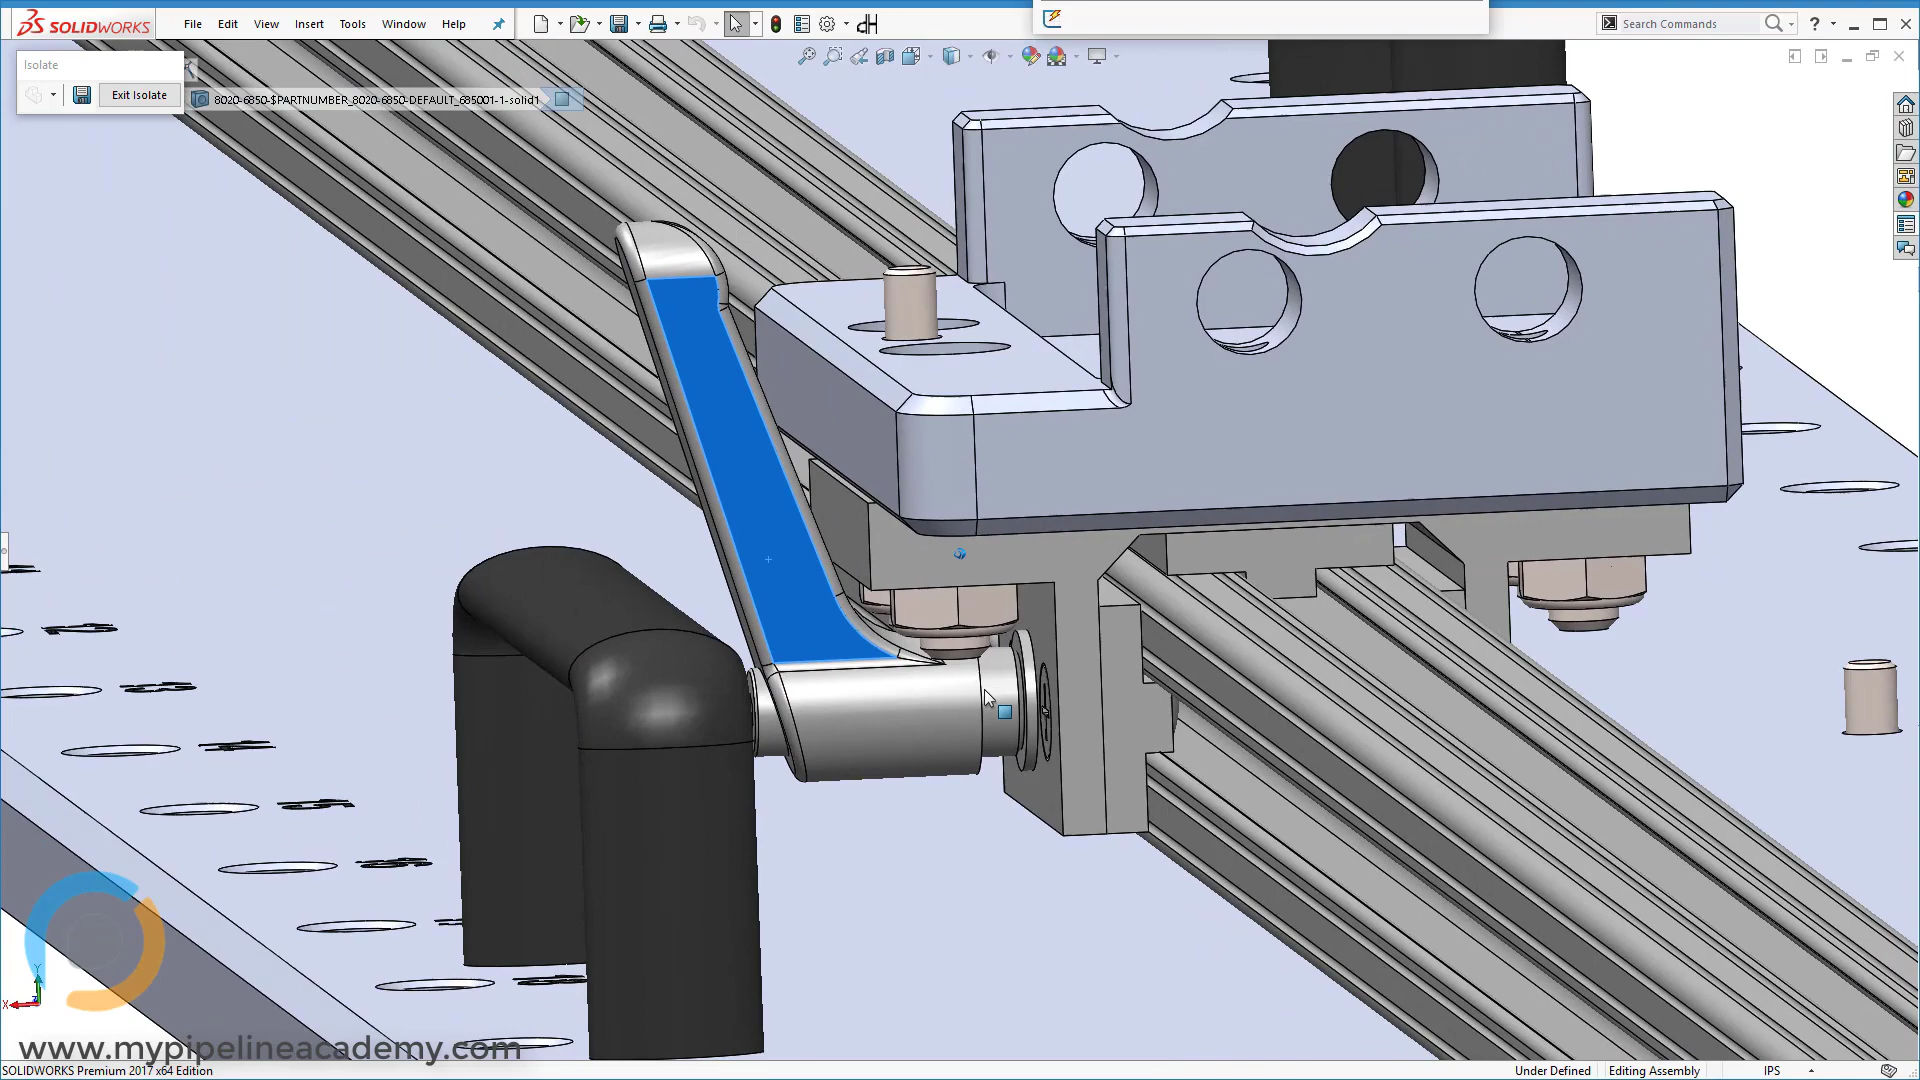 SOLIDWORKS
File Edit View Insert Tools Window Help
Search Commands
?
Isolate
Exit Isolate
8020-6850-$PARTNUMBER_8020-6850-DEFAULT_685001-1-solid1
Y
X
Z
www.mypipelineacademy.com
SOLIDWORKS Premium 2017 x64 Edition
Under Defined
Editing Assembly
IPS